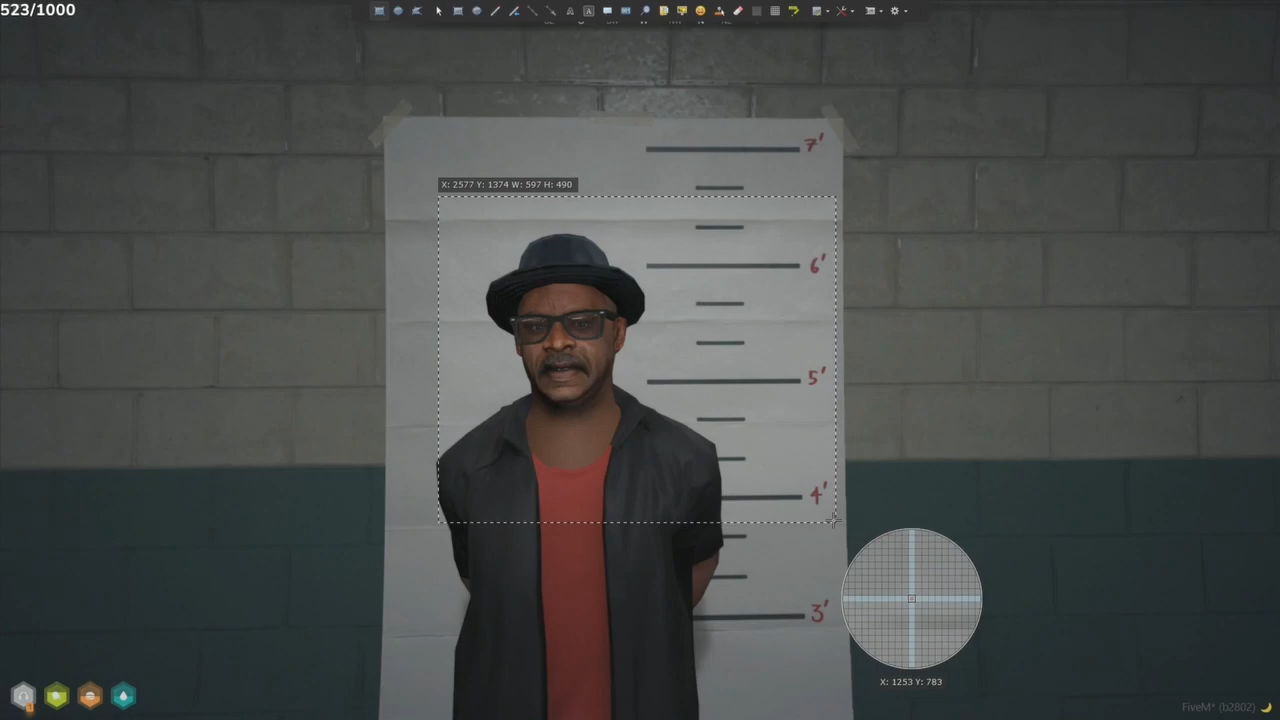 523/1000
7'
X: 2577 Y: 1374 W: 597 H: 490
6'
5'
4'
3'
X: 1253 Y: 783
FiveM* (b2802)